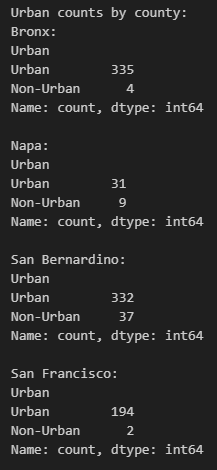 Urban counts by county:
Bronx:
Urban
Urban        335
Non-Urban      4
Name: count, dtype: int64

Napa:
Urban
Urban        31
Non-Urban     9
Name: count, dtype: int64

San Bernardino:
Urban
Urban        332
Non-Urban     37
Name: count, dtype: int64

San Francisco:
Urban
Urban        194
Non-Urban      2
Name: count, dtype: int64